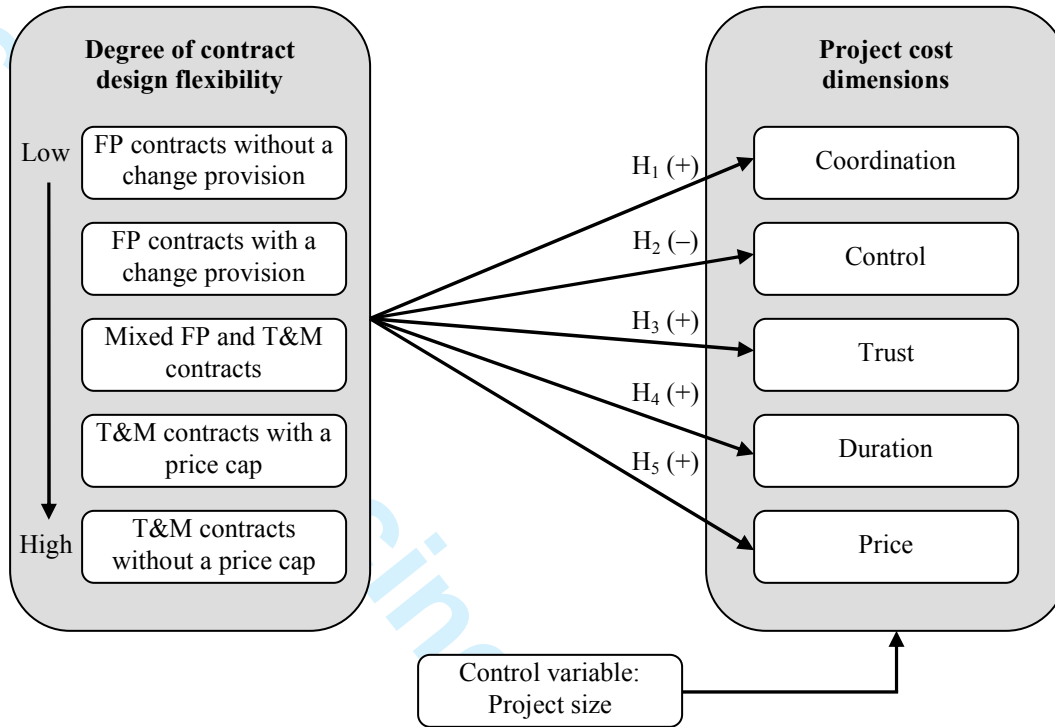 Degree of contract
design flexibility
Low
FP contracts without a
change provision
FP contracts with a
change provision
Mixed FP and T&M
contracts
T&M contracts with a
price cap
High
T&M contracts
without a price cap
H₁ (+)
H₂ (–)
H₃ (+)
H₄ (+)
H₅ (+)
Project cost
dimensions
Coordination
Control
Trust
Duration
Price
Control variable:
Project size